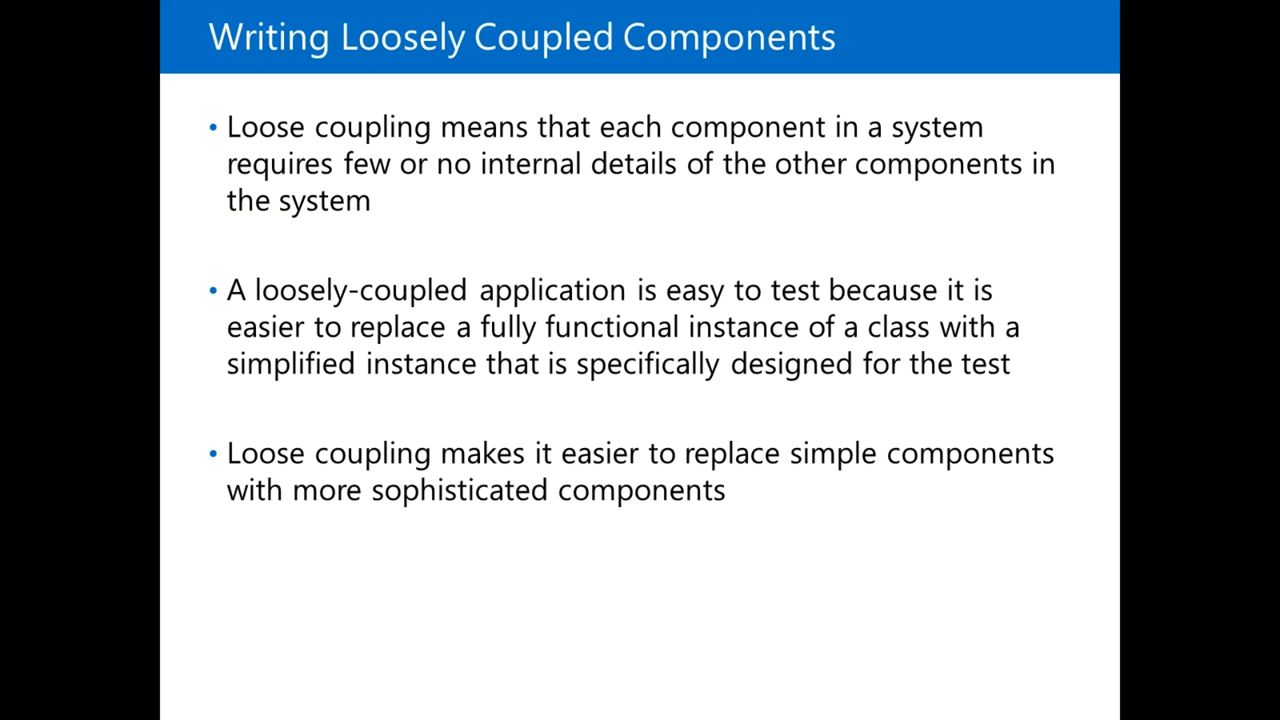 Writing Loosely Coupled Components
• Loose coupling means that each component in a system
requires few or no internal details of the other components in
the system
• A loosely-coupled application is easy to test because it is
easier to replace a fully functional instance of a class with a
simplified instance that is specifically designed for the test
• Loose coupling makes it easier to replace simple components
with more sophisticated components